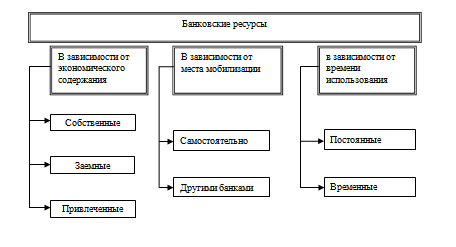 Банковские ресурсы
В зависимости от
экономического
содержания
В зависимости от
места мобилизации
в зависимости от
времени
использования
Собственные
Заемные
Привлеченные
Самостоятельно
Другими банками
Постоянные
Временные